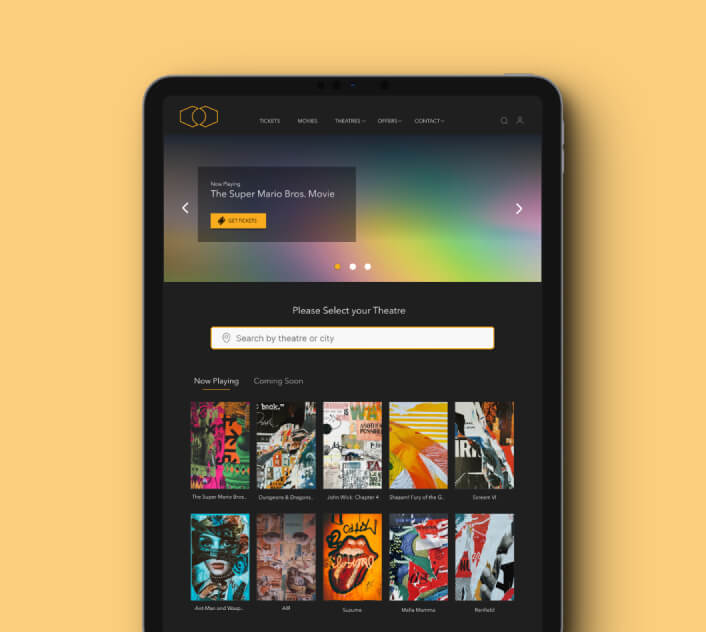 TICKETS MOVIES THEATRES OFFERS CONTACT
Now Playing
The Super Mario Bros. Movie
GET TICKETS
Please Select your Theatre
Search by theatre or city
Now Playing Coming Soon
The Super Mario Bros.. Dungeons & Dragons.. John Wick: Chapter 4 Shazam! Fury of the G.. Scream VI
Ant-Man and Wasp.. AIR Suzume Mafia Mamma Renfield